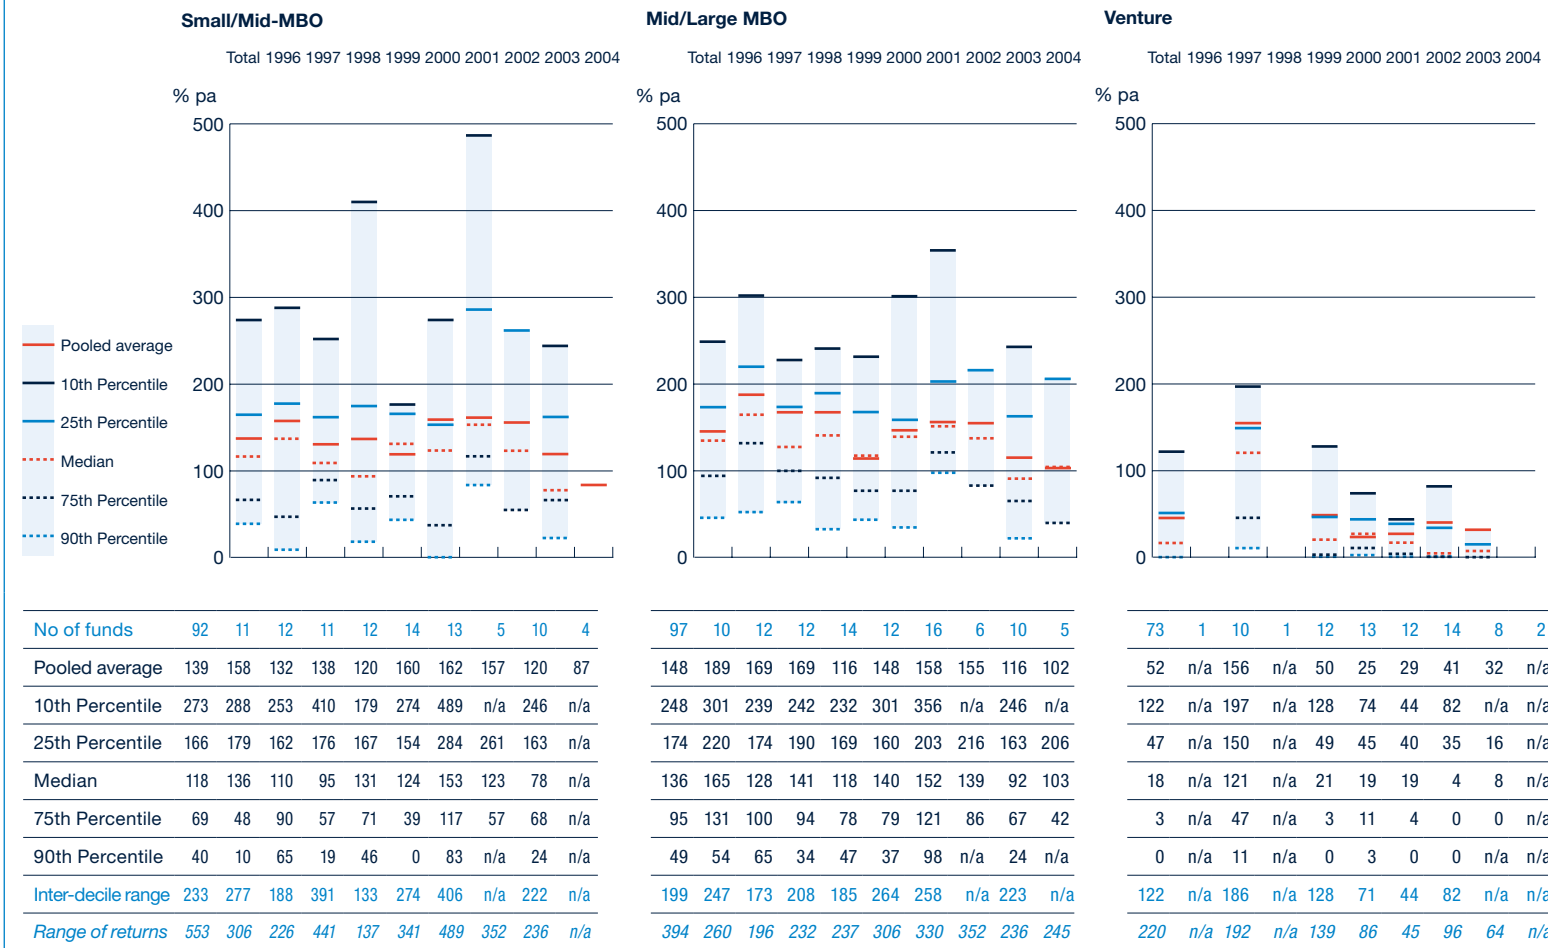 Small/Mid-MBO
Mid/Large MBO
Venture
Total 1996 1997 1998 1999 2000 2001 2002 2003 2004
Total 1996 1997 1998 1999 2000 2001 2002 2003 2004
Total 1996 1997 1998 1999 2000 2001 2002 2003 2004
% pa
% pa
% pa
500
400
300
200
100
0
500
400
300
200
100
0
500
400
300
200
100
0
Pooled average
10th Percentile
25th Percentile
Median
75th Percentile
90th Percentile
No of funds 92 11 12 11 12 14 13 5 10 4 97 10 12 12 14 12 16 6 10 5 73 1 10 1 12 13 12 14 8 2
Pooled average 139 158 132 138 120 160 162 157 120 87 148 189 169 169 116 148 158 155 116 102 52 n/a 156 n/a 50 25 29 41 32 n/a
10th Percentile 273 288 253 410 179 274 489 n/a 246 n/a 248 301 239 242 232 301 356 n/a 246 n/a 122 n/a 197 n/a 128 74 44 82 n/a n/a
25th Percentile 166 179 162 176 167 154 284 261 163 n/a 174 220 174 190 169 160 203 216 163 206 47 n/a 150 n/a 49 45 40 35 16 n/a
Median 118 136 110 95 131 124 153 123 78 n/a 136 165 128 141 118 140 152 139 92 103 18 n/a 121 n/a 21 19 19 4 8 n/a
75th Percentile 69 48 90 57 71 39 117 57 68 n/a 95 131 100 94 78 79 121 86 67 42 3 n/a 47 n/a 3 11 4 0 0 n/a
90th Percentile 40 10 65 19 46 0 83 n/a 24 n/a 49 54 65 34 47 37 98 n/a 24 n/a 0 n/a 11 n/a 0 3 0 0 n/a n/a
Inter-decile range 233 277 188 391 133 274 406 n/a 222 n/a 199 247 173 208 185 264 258 n/a 223 n/a 122 n/a 186 n/a 128 71 44 82 n/a n/a
Range of returns 553 306 226 441 137 341 489 352 236 n/a 394 260 196 232 237 306 330 352 236 245 220 n/a 192 n/a 139 86 45 96 64 n/a